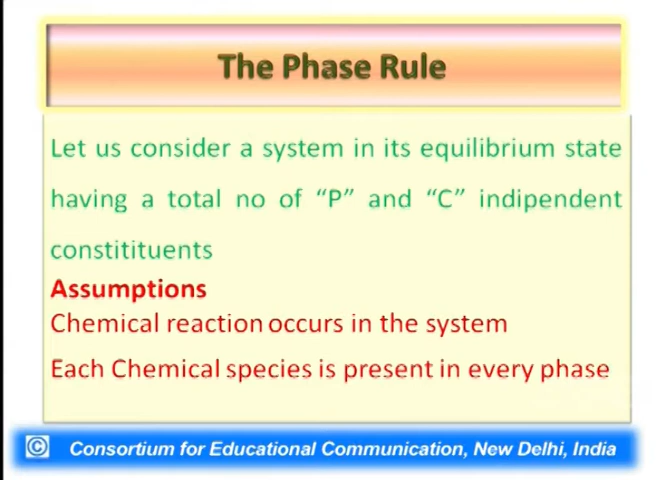 The Phase Rule
Let us consider a system in its equilibrium state
having a total no of “P” and “C” indipendent
constitituents
Assumptions
Chemical reaction occurs in the system
Each Chemical species is present in every phase
© Consortium for Educational Communication, New Delhi, India